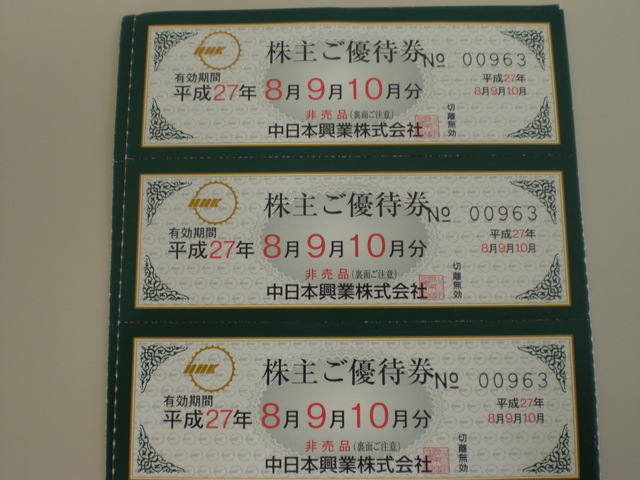 株主ご優待券 № 00963
有効期間
平成27年 8月9月10月分
平成27年
8月9月10月
非売品(裏面ご注意)
切離無効
中日本興業株式会社
株主ご優待券 № 00963
有効期間
平成27年 8月9月10月分
平成27年
8月9月10月
非売品(裏面ご注意)
切離無効
中日本興業株式会社
株主ご優待券 № 00963
有効期間
平成27年 8月9月10月分
平成27年
8月9月10月
非売品(裏面ご注意)
切離無効
中日本興業株式会社